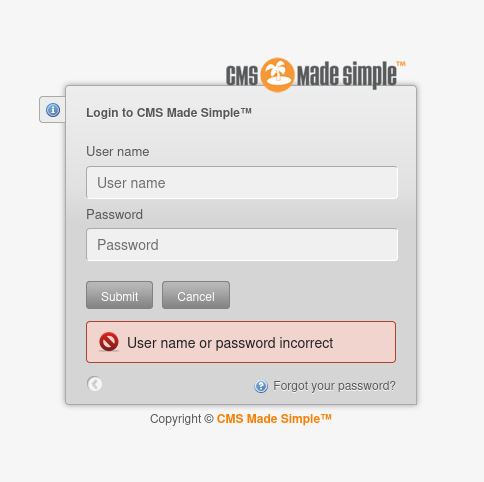 CMS made simple™
Login to CMS Made Simple™
User name
User name
Password
Password
Submit Cancel
User name or password incorrect
Forgot your password?
Copyright © CMS Made Simple™